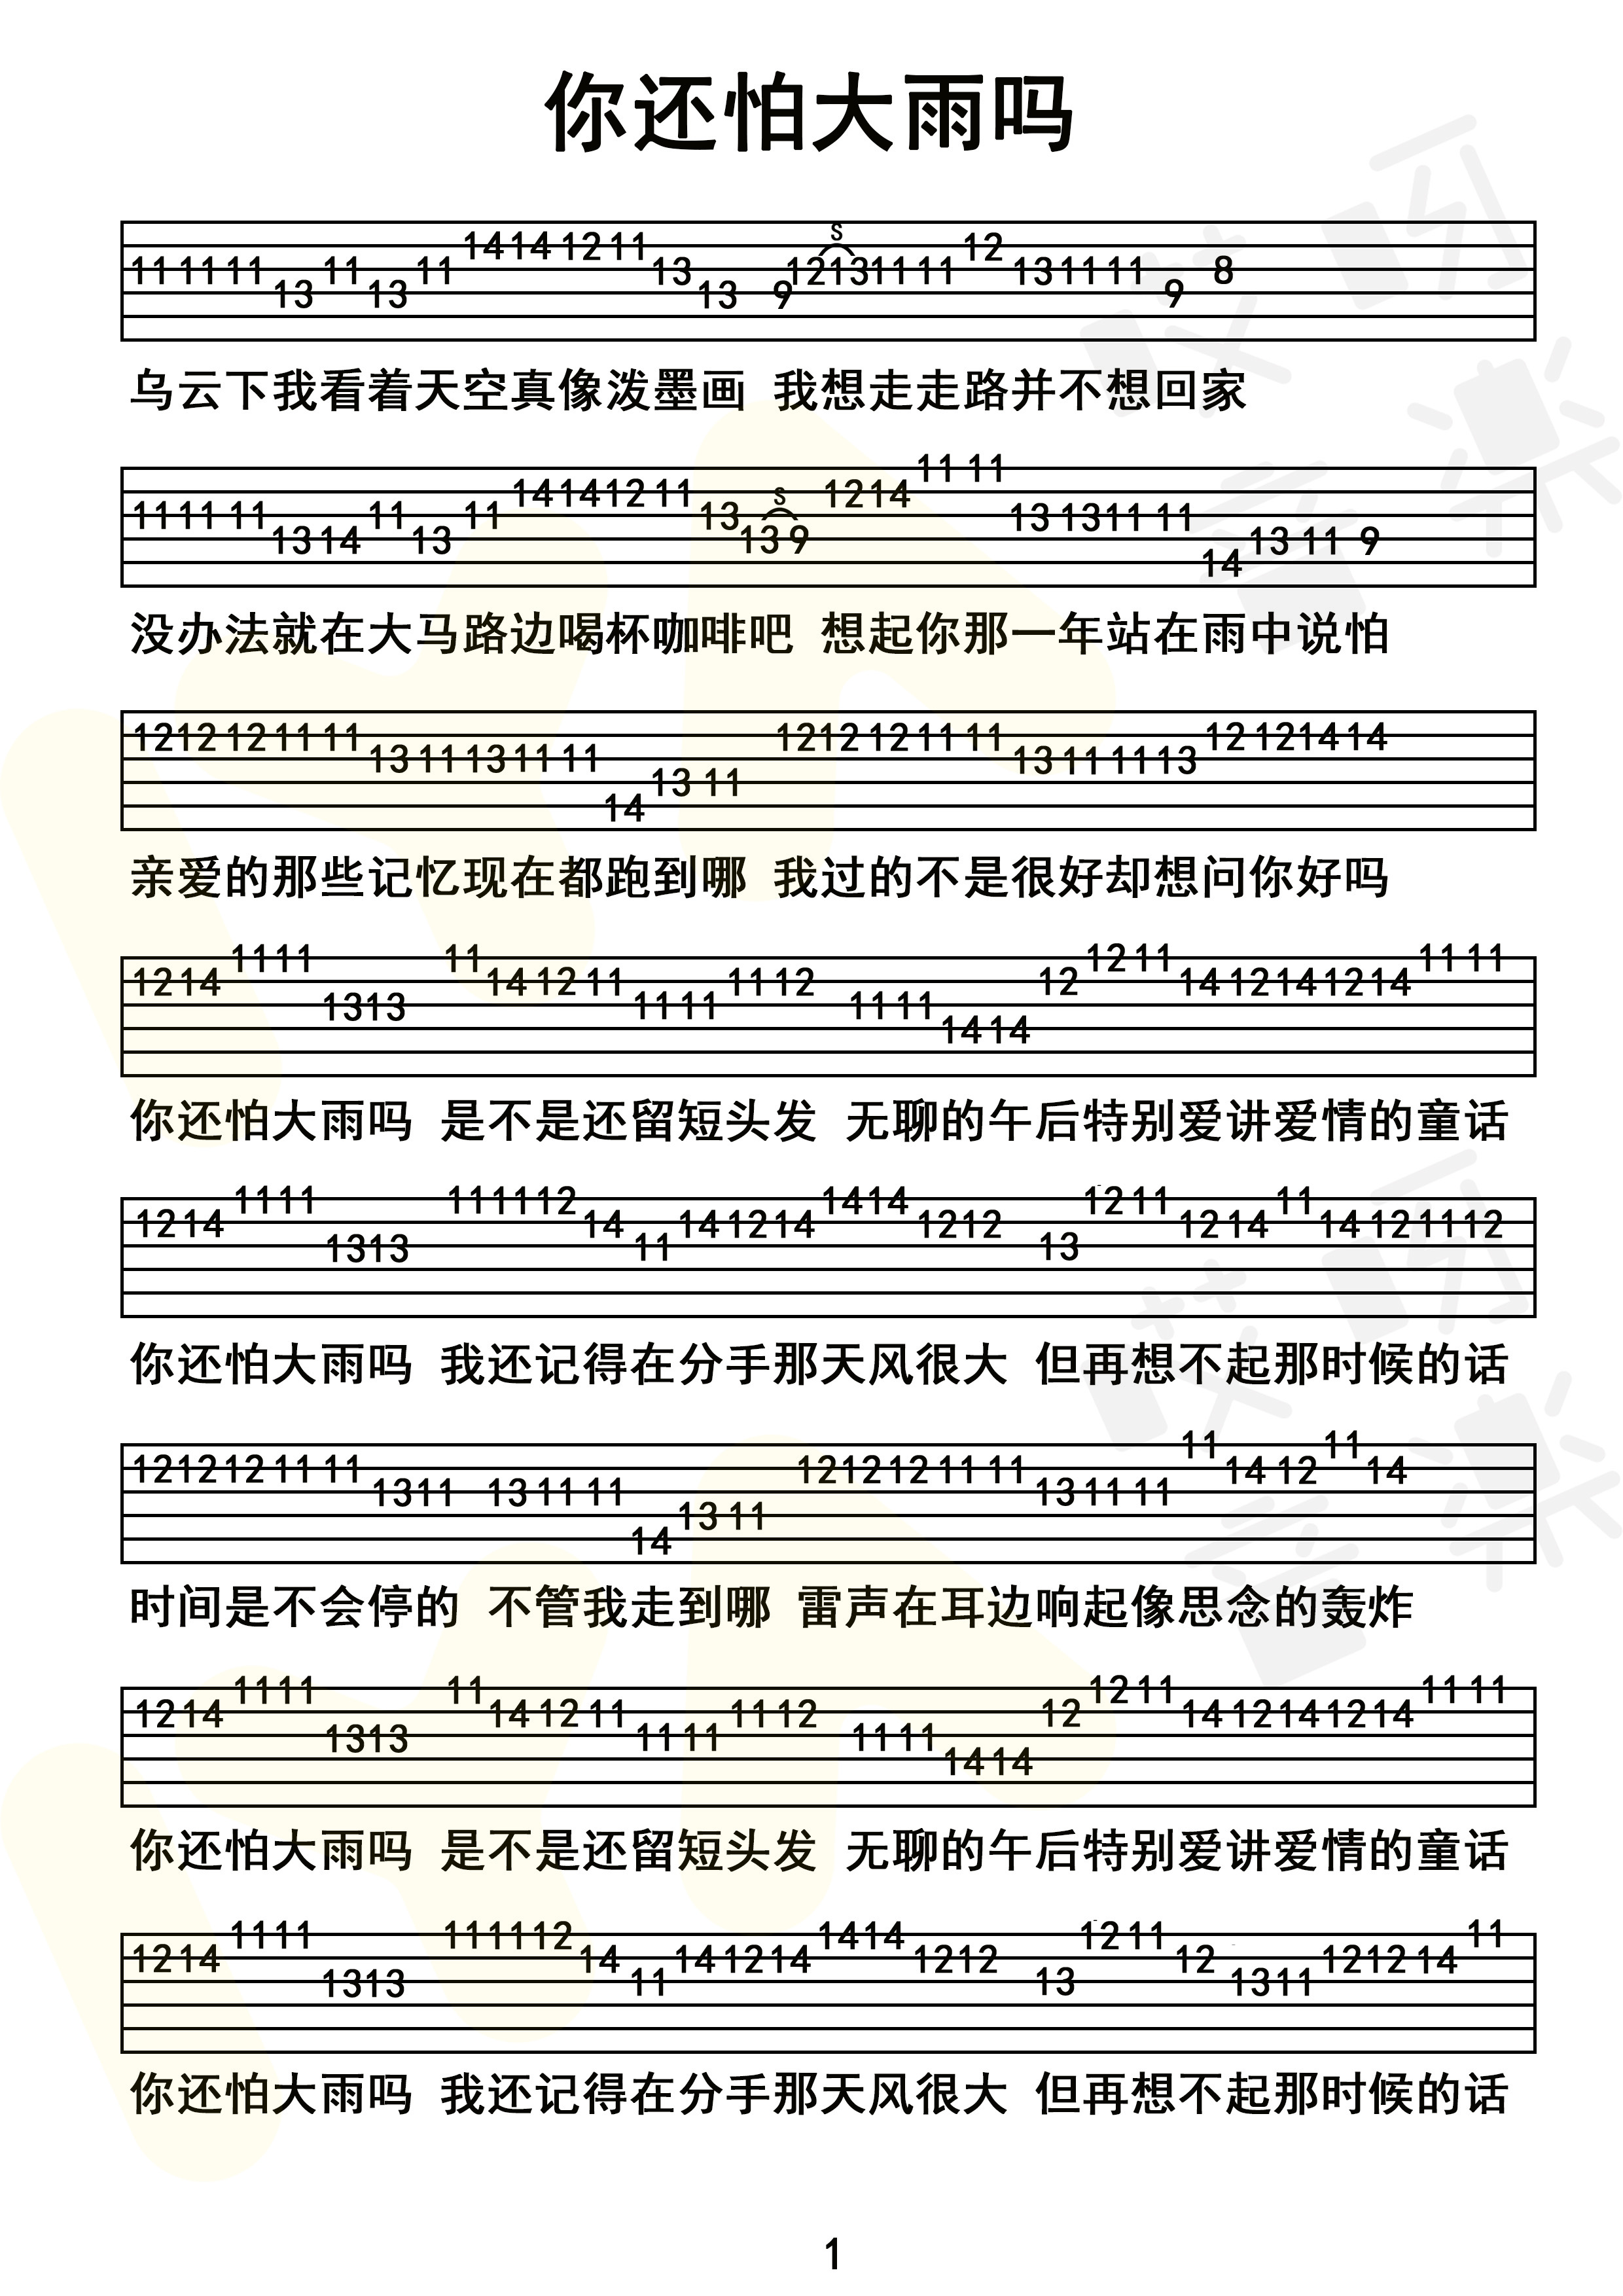 你还怕大雨吗
11 11 11 13 11 13 11 14 14 12 11 13 13 9 12 S 13 11 11 12 13 11 11 9 8
乌云下我看着天空真像泼墨画 我想走走路并不想回家
11 11 11 13 14 11 13 11 14 14 12 11 13 13 S 9 12 14 11 11 13 13 11 11 14 13 11 9
没办法就在大马路边喝杯咖啡吧 想起你那一年站在雨中说怕
12 12 12 11 11 13 11 13 11 11 14 13 11 12 12 12 11 11 13 11 11 13 12 12 14 14
亲爱的那些记忆现在都跑到哪 我过的不是很好却想问你好吗
12 14 11 11 13 13 11 14 12 11 11 11 11 12 11 11 14 14 12 12 11 14 12 14 12 14 11 11
你还怕大雨吗 是不是还留短头发 无聊的午后特别爱讲爱情的童话
12 14 11 11 13 13 11 11 12 14 11 14 12 14 14 14 12 12 13 12 11 12 14 11 14 12 11 12
你还怕大雨吗 我还记得在分手那天风很大 但再想不起那时候的话
12 12 12 11 11 13 11 13 11 11 14 13 11 12 12 12 11 11 13 11 11 11 14 12 11 14
时间是不会停的 不管我走到哪 雷声在耳边响起像思念的轰炸
12 14 11 11 13 13 11 14 12 11 11 11 11 12 11 11 14 14 12 12 11 14 12 14 12 14 11 11
你还怕大雨吗 是不是还留短头发 无聊的午后特别爱讲爱情的童话
12 14 11 11 13 13 11 11 12 14 11 14 12 14 14 14 12 12 13 12 11 12 13 11 12 12 14 11
你还怕大雨吗 我还记得在分手那天风很大 但再想不起那时候的话
1
艾因音乐
艾因音乐